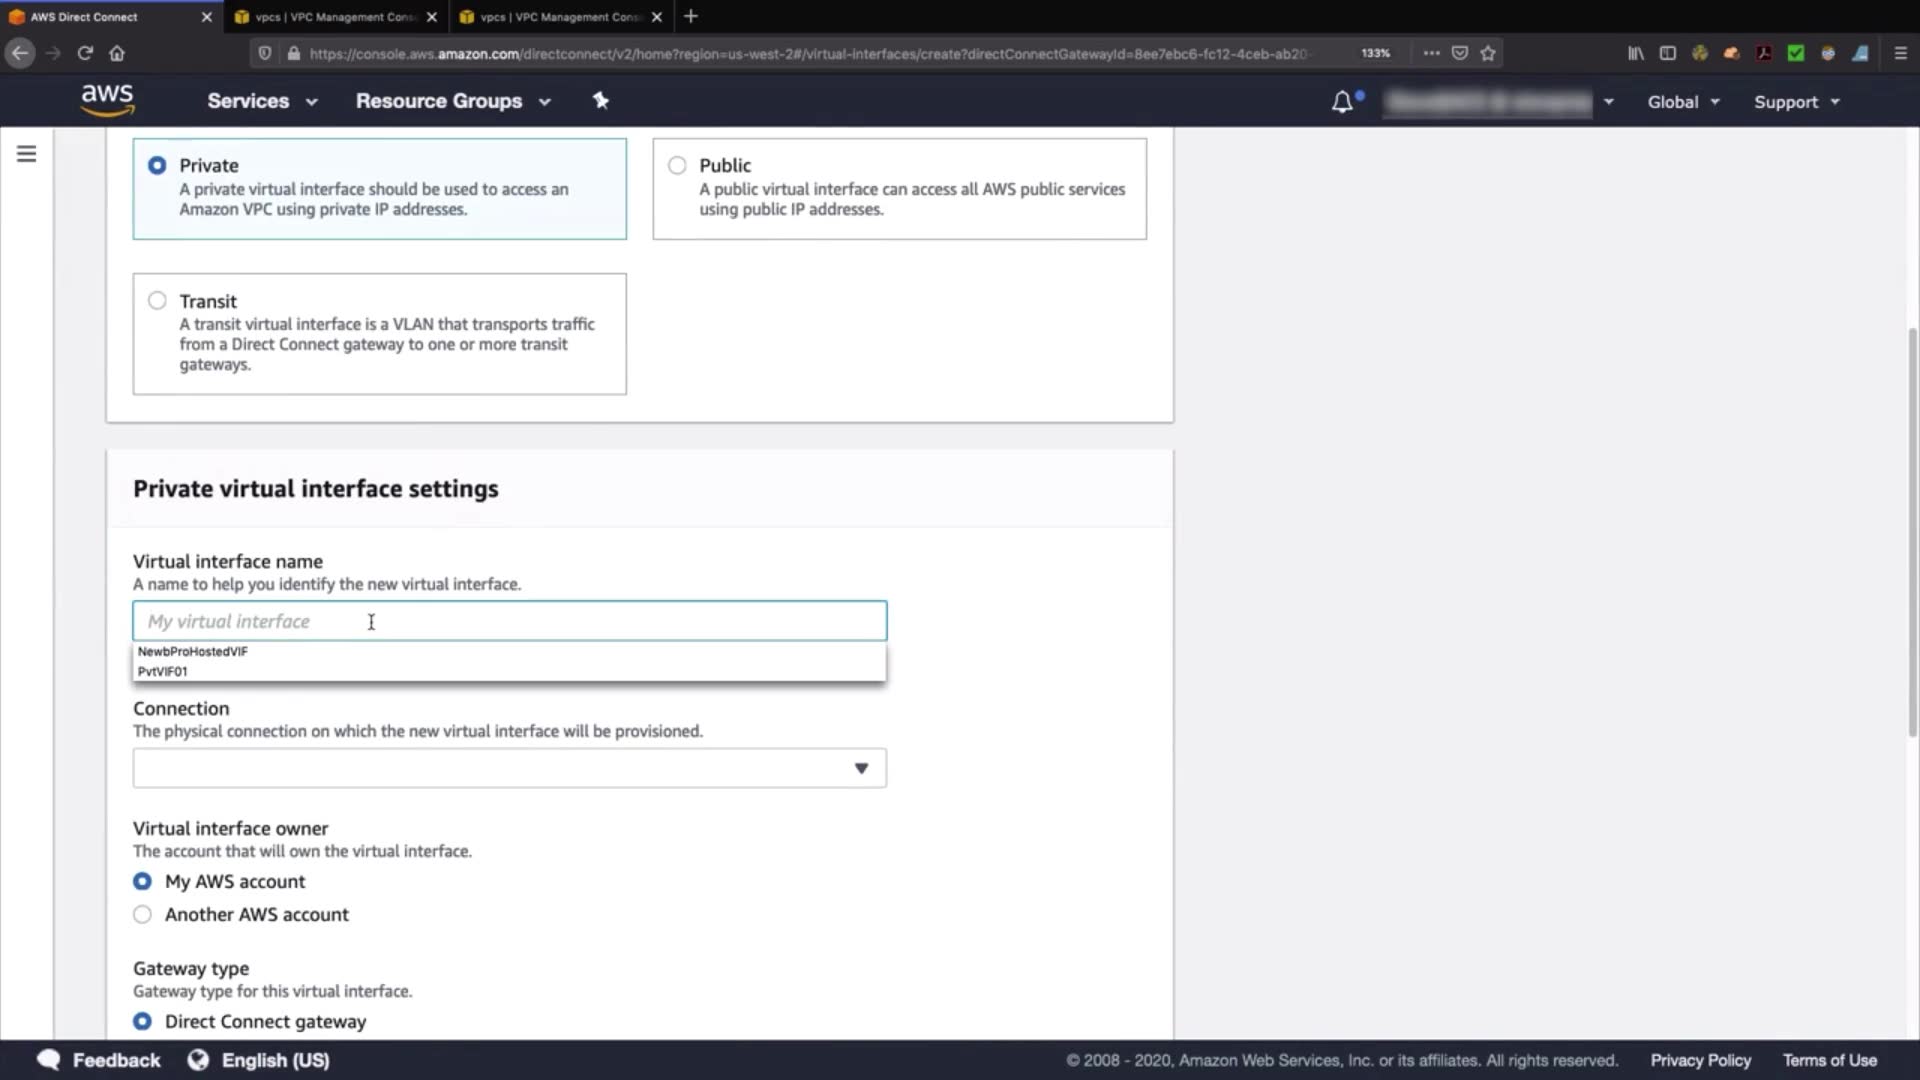 AWS Direct Connect
vpcs | VPC Management Cons
vpcs | VPC Management Cons
https://console.aws.amazon.com/directconnect/v2/home?region=us-west-2#/virtual-interfaces/create?directConnectGatewayId=8ee7ebc6-fc12-4ceb-ab20-
133%
aws
Services
Resource Groups
Global
Support
Private
A private virtual interface should be used to access an
Amazon VPC using private IP addresses.
Public
A public virtual interface can access all AWS public services
using public IP addresses.
Transit
A transit virtual interface is a VLAN that transports traffic
from a Direct Connect gateway to one or more transit
gateways.
Private virtual interface settings
Virtual interface name
A name to help you identify the new virtual interface.
My virtual interface
NewbProHostedVIF
PvtVIF01
Connection
The physical connection on which the new virtual interface will be provisioned.
Virtual interface owner
The account that will own the virtual interface.
My AWS account
Another AWS account
Gateway type
Gateway type for this virtual interface.
Direct Connect gateway
Feedback
English (US)
© 2008 - 2020, Amazon Web Services, Inc. or its affiliates. All rights reserved.
Privacy Policy
Terms of Use